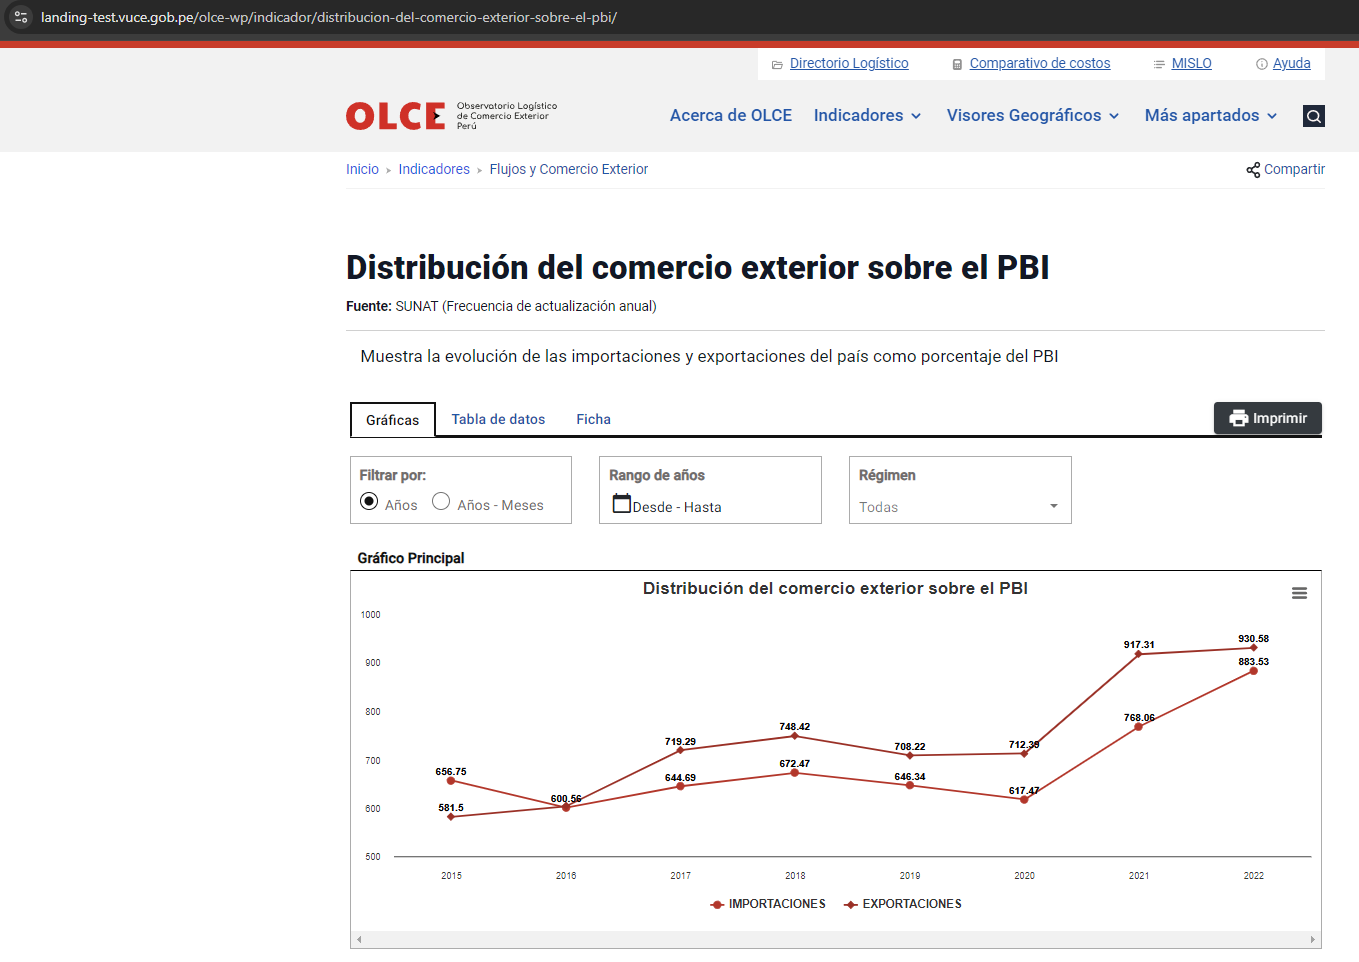 landing-test.vuce.gob.pe/olce-wp/indicador/distribucion-del-comercio-exterior-sobre-el-pbi/
Directorio Logístico Comparativo de costos MISLO Ayuda
OLCE
Observatorio Logístico
de Comercio Exterior
Perú
Acerca de OLCE Indicadores Visores Geográficos Más apartados
Inicio Indicadores Flujos y Comercio Exterior Compartir
Distribución del comercio exterior sobre el PBI
Fuente: SUNAT (Frecuencia de actualización anual)
Muestra la evolución de las importaciones y exportaciones del país como porcentaje del PBI
Gráficas Tabla de datos Ficha Imprimir
Filtrar por: Rango de años Régimen
Años Años - Meses Desde - Hasta Todas
Gráfico Principal
Distribución del comercio exterior sobre el PBI
1000
900
800
700
600
500
656.75
581.5
600.56
719.29
644.69
748.42
672.47
708.22
646.34
712.39
617.47
917.31
768.06
930.58
883.53
2015 2016 2017 2018 2019 2020 2021 2022
IMPORTACIONES EXPORTACIONES